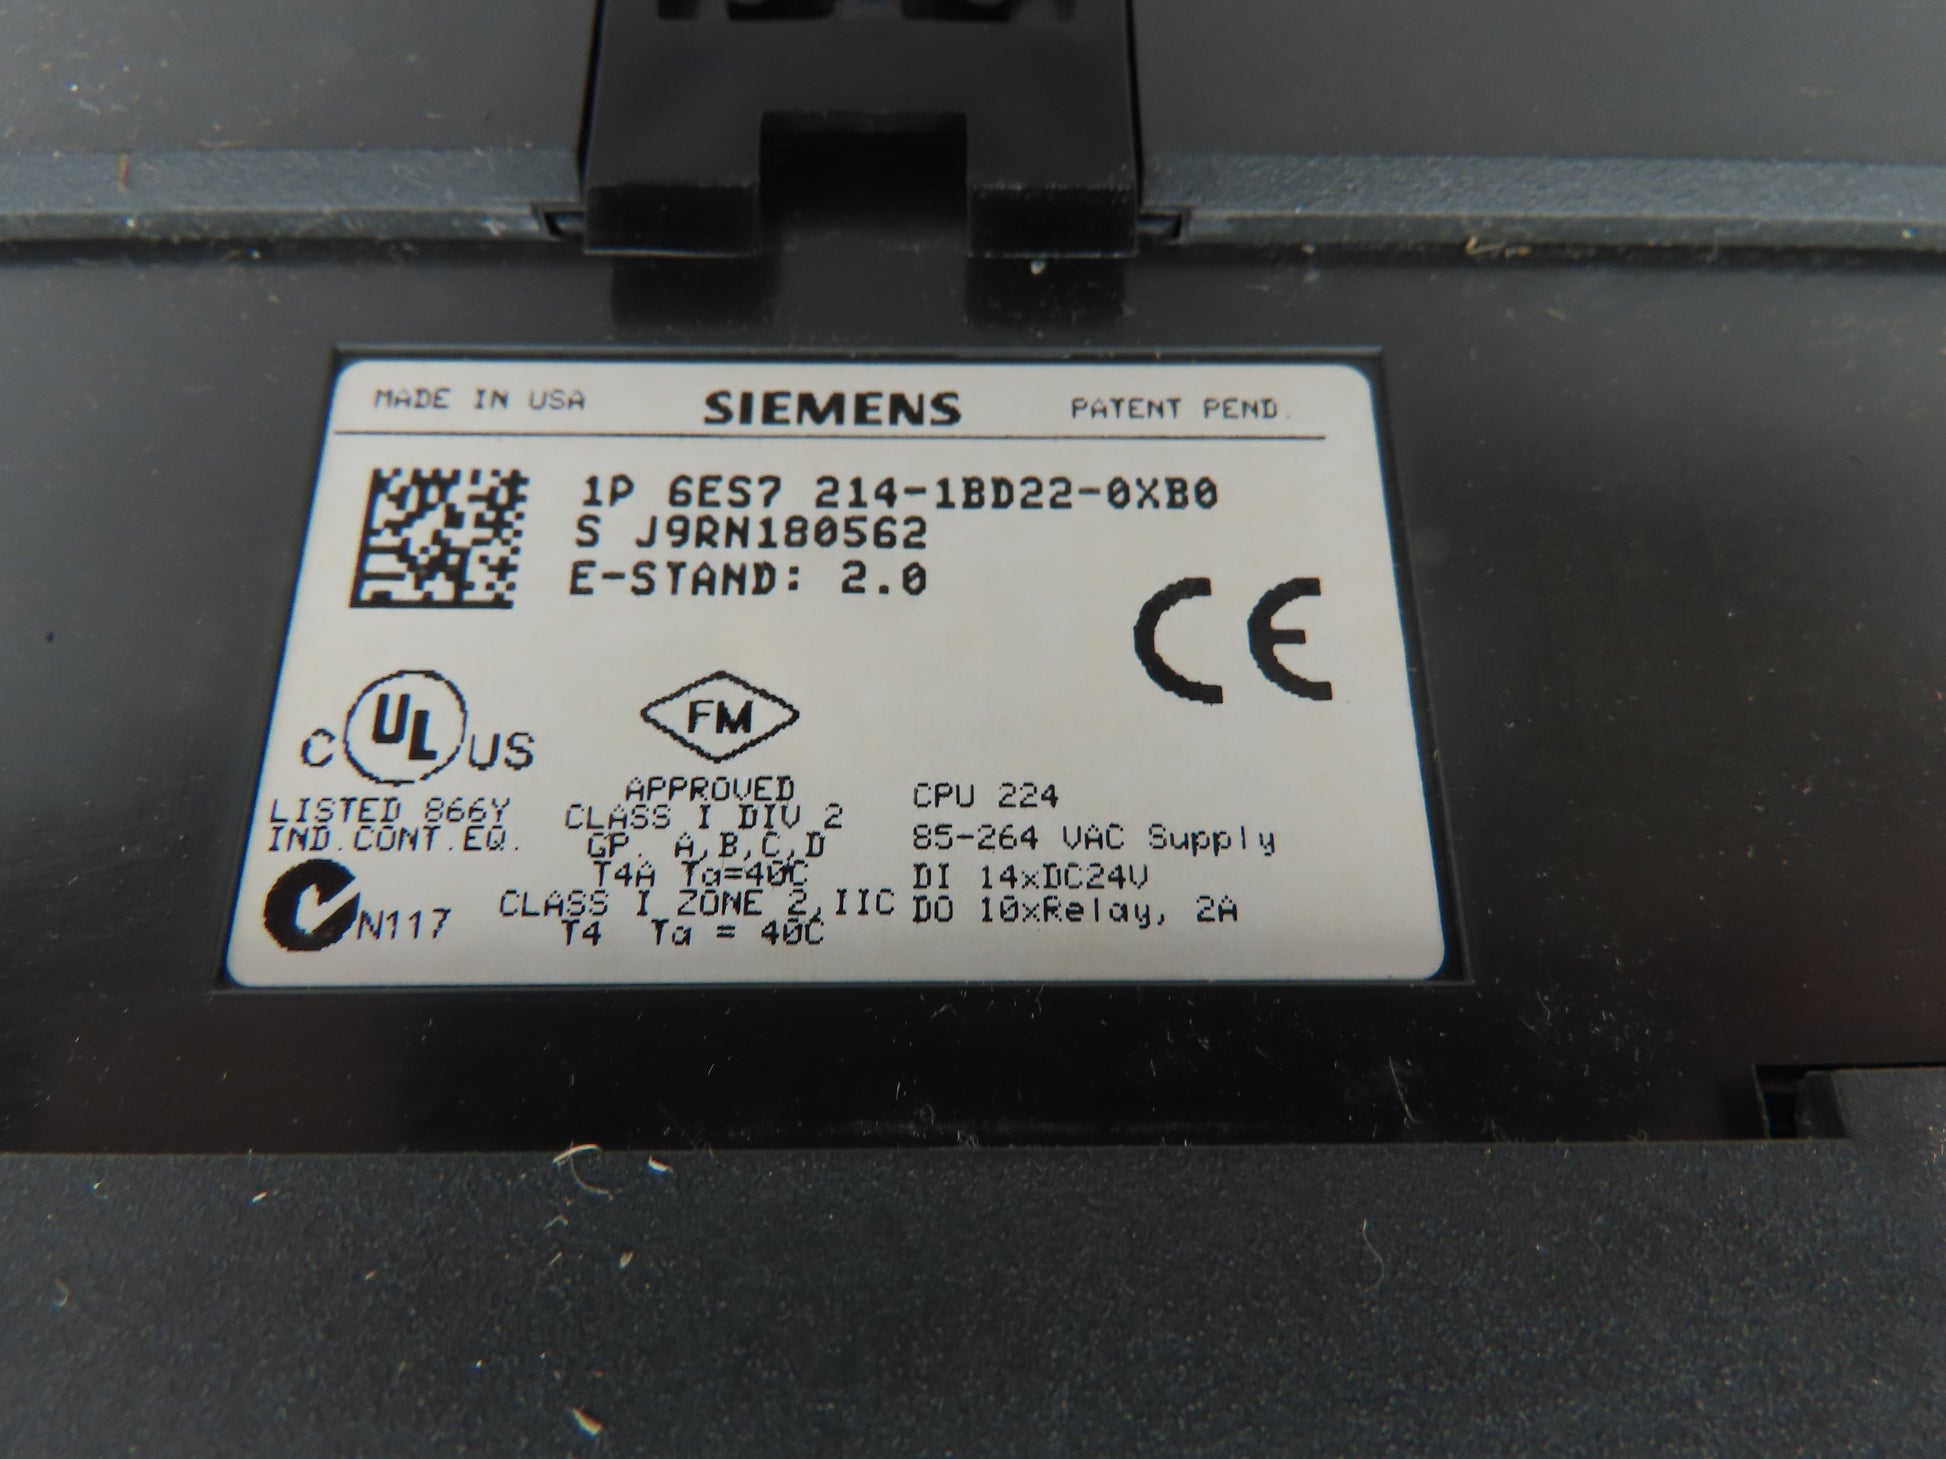 MADE IN USA SIEMENS PATENT PEND.
1P 6ES7 214-1BD22-0XB0
S J9RN180562
E-STAND: 2.0
CE
C UL US
LISTED 866Y
IND.CONT.EQ.
N117
FM
APPROVED
CLASS I DIV 2
GP. A,B,C,D
T4A Ta=40C
CLASS I ZONE 2,IIC
T4 Ta = 40C
CPU 224
85-264 VAC Supply
DI 14xDC24V
DO 10xRelay, 2A